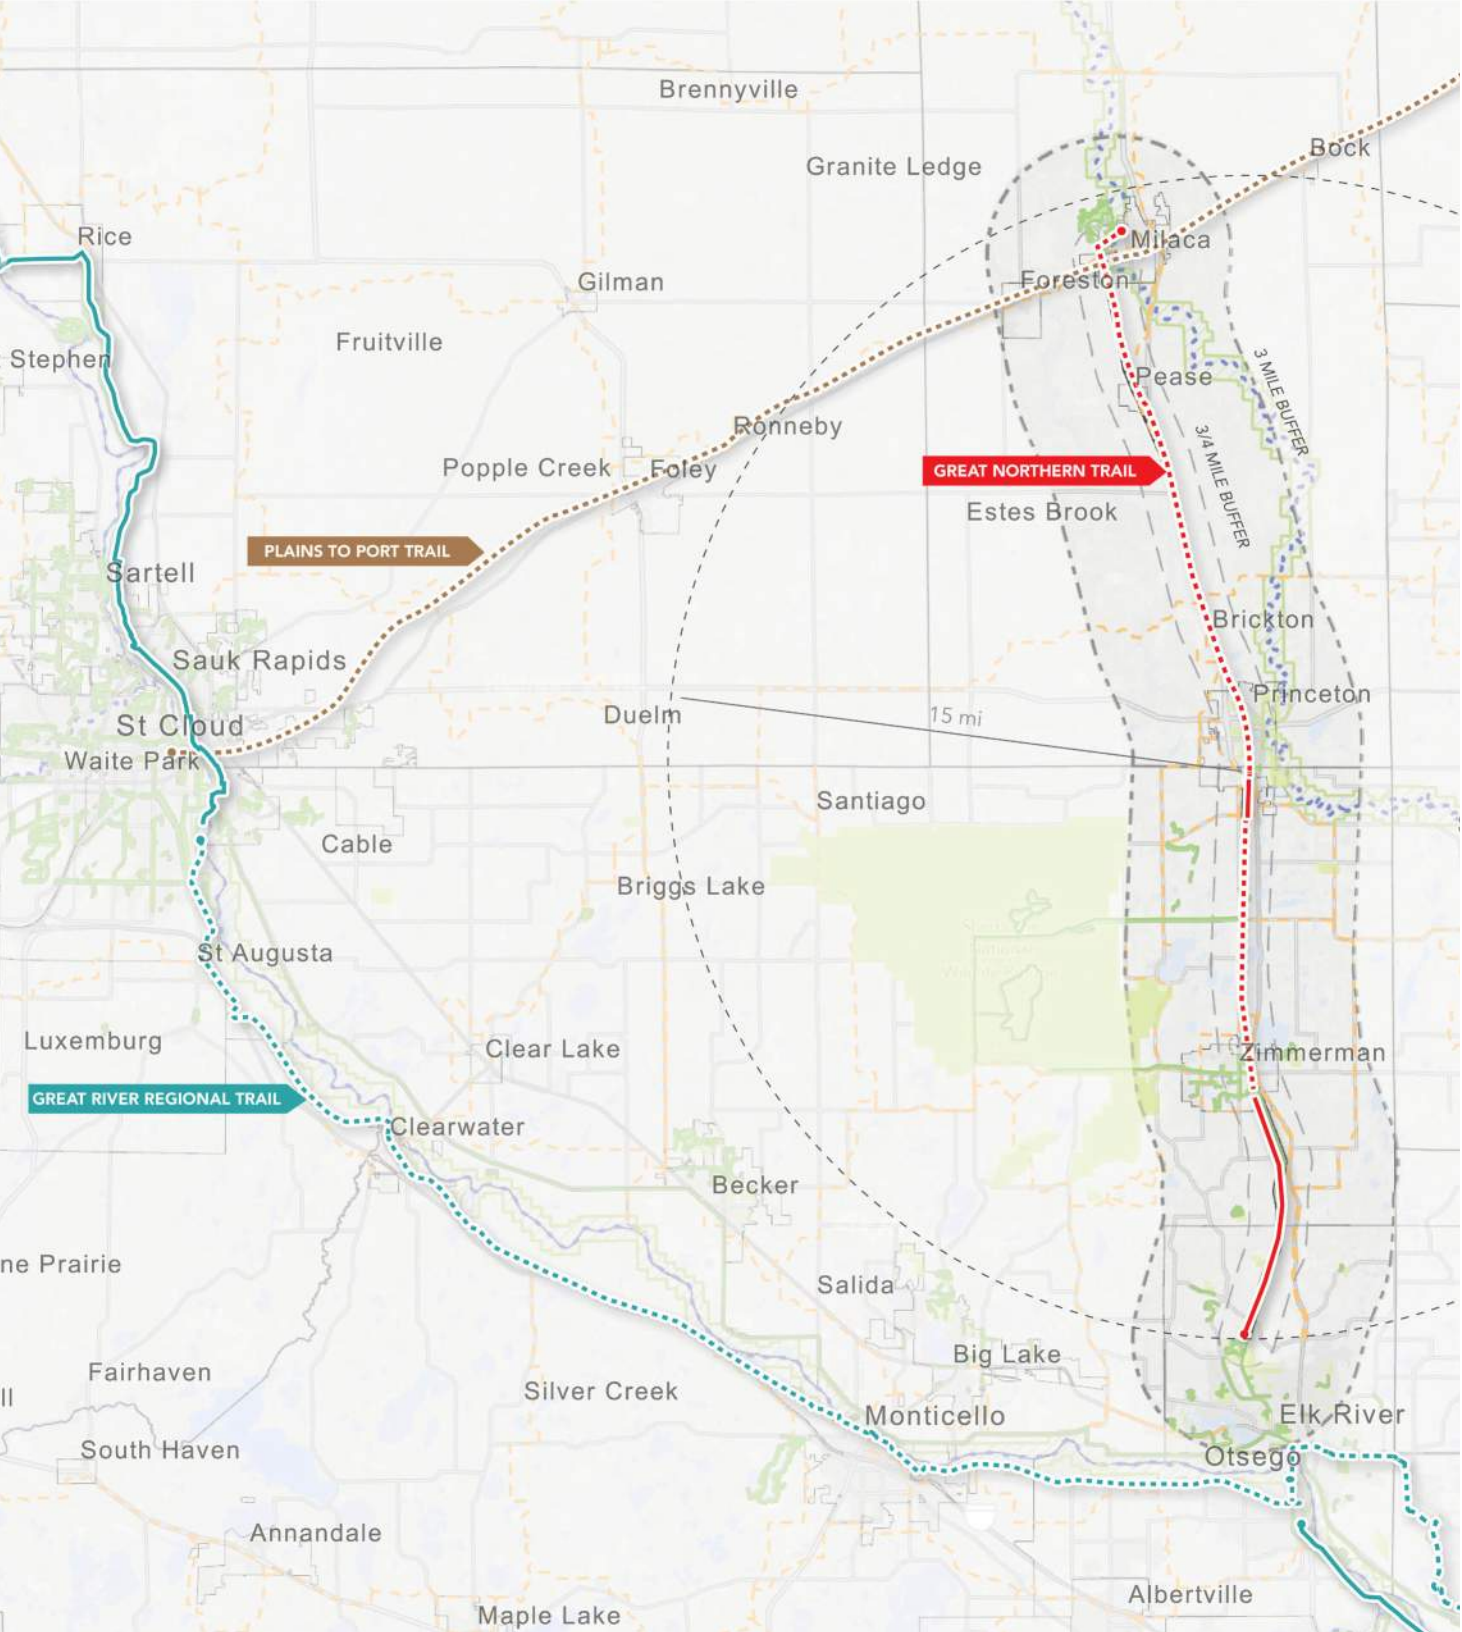 Brennyville
Bock
Granite Ledge
Rice
Milaca
Foreston
Gilman
Fruitville
Stephen
Pease
3 MILE BUFFER
Ronneby
3/4 MILE BUFFER
Popple Creek
Foley
GREAT NORTHERN TRAIL
Estes Brook
PLAINS TO PORT TRAIL
Sartell
Brickton
Sauk Rapids
Princeton
Duelm
15 mi
St Cloud
Waite Park
Santiago
Cable
Briggs Lake
St Augusta
Luxemburg
Clear Lake
Zimmerman
GREAT RIVER REGIONAL TRAIL
Clearwater
Becker
ne Prairie
Salida
Big Lake
Fairhaven
Silver Creek
ll
Monticello
Elk River
South Haven
Otsego
Annandale
Albertville
Maple Lake